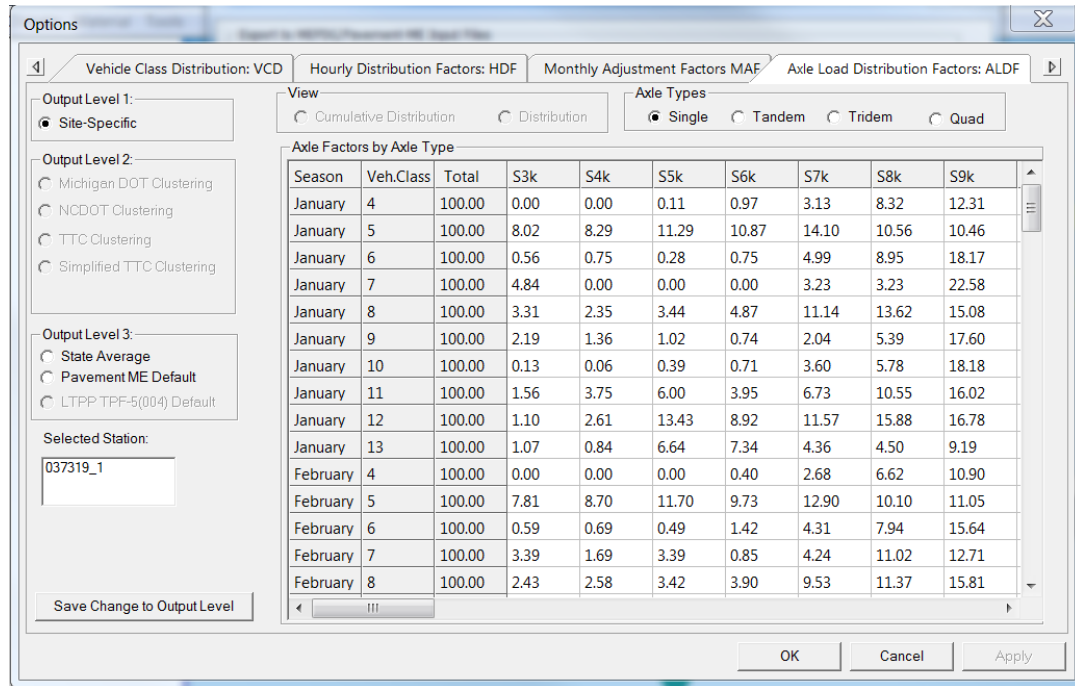 Options
Vehicle Class Distribution: VCD Hourly Distribution Factors: HDF Monthly Adjustment Factors MAF Axle Load Distribution Factors: ALDF
Output Level 1:
Site-Specific
Output Level 2:
Michigan DOT Clustering
NCDOT Clustering
TTC Clustering
Simplified TTC Clustering
Output Level 3:
State Average
Pavement ME Default
LTPP TPF-5(004) Default
Selected Station:
037319_1
Save Change to Output Level
View
Cumulative Distribution Distribution
Axle Types
Single Tandem Tridem Quad
Axle Factors by Axle Type
Season Veh.Class Total S3k S4k S5k S6k S7k S8k S9k
January 4 100.00 0.00 0.00 0.11 0.97 3.13 8.32 12.31
January 5 100.00 8.02 8.29 11.29 10.87 14.10 10.56 10.46
January 6 100.00 0.56 0.75 0.28 0.75 4.99 8.95 18.17
January 7 100.00 4.84 0.00 0.00 0.00 3.23 3.23 22.58
January 8 100.00 3.31 2.35 3.44 4.87 11.14 13.62 15.08
January 9 100.00 2.19 1.36 1.02 0.74 2.04 5.39 17.60
January 10 100.00 0.13 0.06 0.39 0.71 3.60 5.78 18.18
January 11 100.00 1.56 3.75 6.00 3.95 6.73 10.55 16.02
January 12 100.00 1.10 2.61 13.43 8.92 11.57 15.88 16.78
January 13 100.00 1.07 0.84 6.64 7.34 4.36 4.50 9.19
February 4 100.00 0.00 0.00 0.00 0.40 2.68 6.62 10.90
February 5 100.00 7.81 8.70 11.70 9.73 12.90 10.10 11.05
February 6 100.00 0.59 0.69 0.49 1.42 4.31 7.94 15.64
February 7 100.00 3.39 1.69 3.39 0.85 4.24 11.02 12.71
February 8 100.00 2.43 2.58 3.42 3.90 9.53 11.37 15.81
OK Cancel Apply